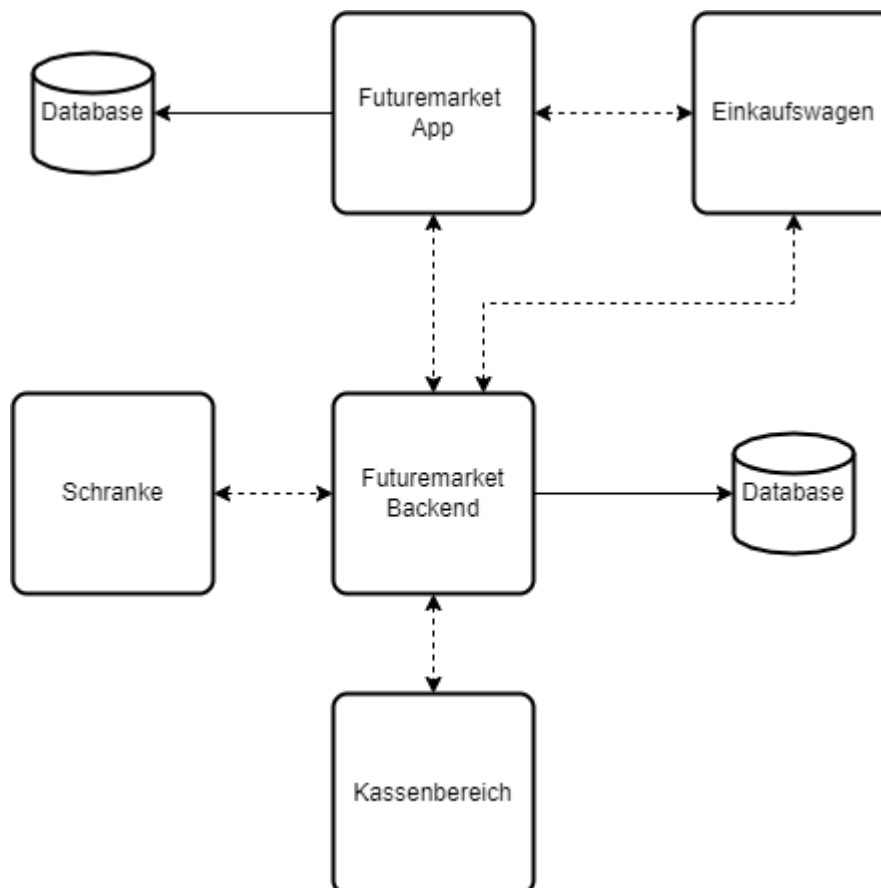 Database
Futuremarket
App
Einkaufswagen
Schranke
Futuremarket
Backend
Database
Kassenbereich